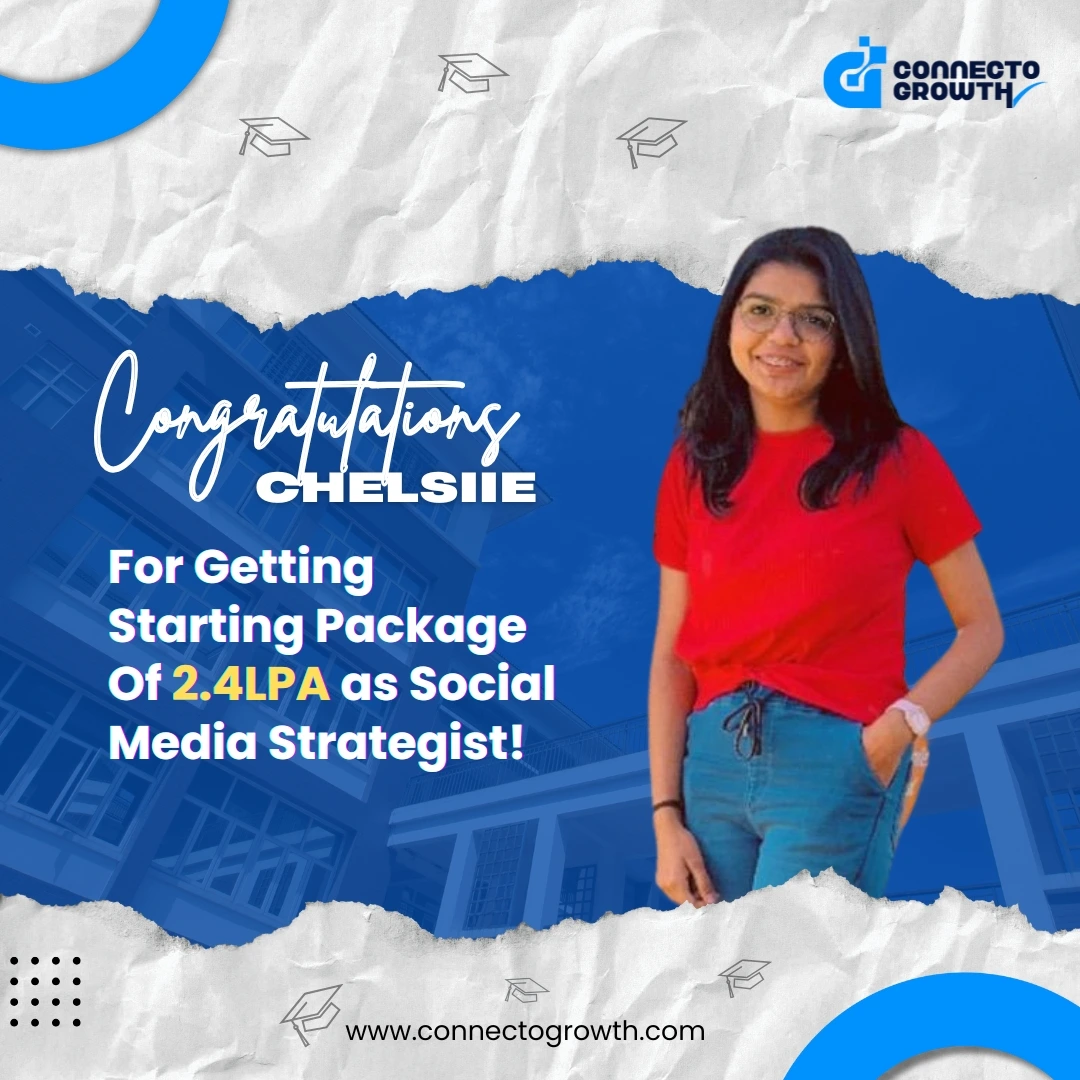 CONNECTO
GROWTH
Congratulations
CHELSIIE
For Getting
Starting Package
Of 2.4LPA as Social
Media Strategist!
www.connectogrowth.com